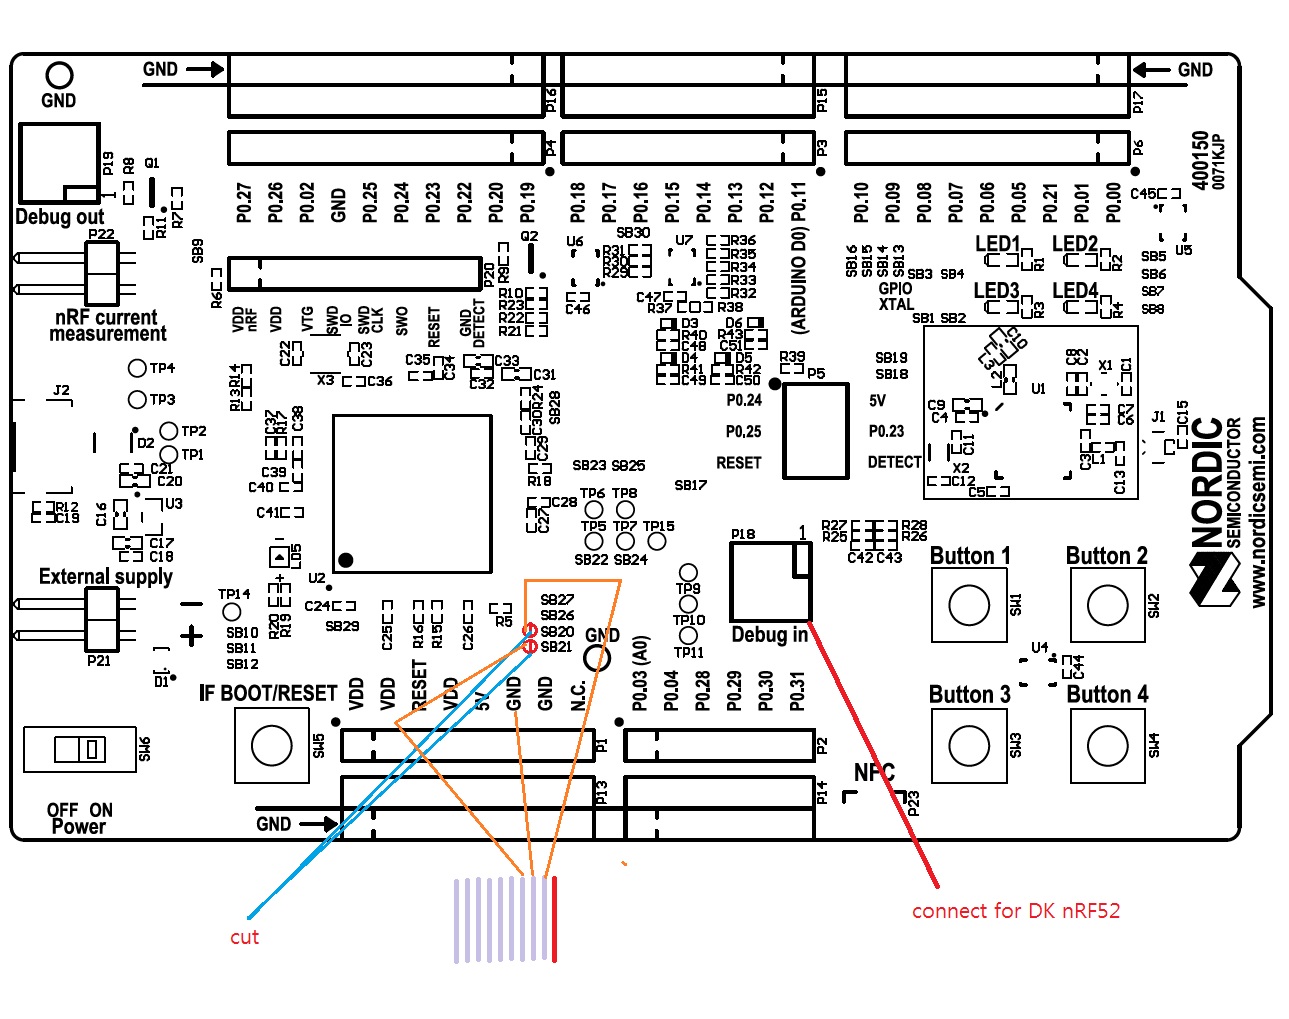 GND
GND
GND
P16
P15
P17
P19
R8
Q1
P4
P3
P6
400150
0071KJP
1
R7
R11
C45
Debug out
P0.27
P0.26
P0.02
GND
P0.25
P0.24
P0.23
P0.22
P0.20
P0.19
P0.18
P0.17
P0.16
P0.15
P0.14
P0.13
P0.12
(ARDUINO D0) P0.11
P0.10
P0.09
P0.08
P0.07
P0.06
P0.05
P0.21
P0.01
P0.00
P22
SB9
R6
P20
R9
Q2
U6
SB30
R31
R30
R29
U7
R36
R35
R34
R33
R32
SB16
SB15
SB14
SB13
SB3 SB4
GPIO
XTAL
SB1 SB2
LED1
LED2
R1
R2
LED3
LED4
R3
R4
U5
SB5
SB6
SB7
SB8
nRF current
measurement
VDD
nRF
VDD
VTG
SWD
IO
SWD
CLK
SWO
RESET
GND
DETECT
R10
R23
R22
R21
C46
C47
R37
R38
D3
R40
C48
D4
R41
C49
D6
R43
C51
D5
R42
C50
R39
P5
TP4
TP3
TP2
TP1
J2
D2
C21
C20
R12
C19
C16
U3
C17
C18
R14
R13
C22
X3
C23
C36
C35
C34
C33
C32
C31
R24
C30
SB28
C29
R18
C28
C27
C37
R17
C38
C39
C40
C41
LD5
P0.24
P0.25
RESET
5V
P0.23
DETECT
SB19
SB18
SB17
C10
C3
L2
U1
C8
X2
X1
C1
C9
C4
C11
X2
C12
C5
C7
C6
C3
L1
C13
J1
C15
NORDIC
SEMICONDUCTOR
www.nordicsemi.com
SB23 SB25
TP6 TP8
TP5 TP7 TP15
SB22 SB24
P18
1
Debug in
R27
R25
R28
R26
C42 C43
TP9
TP10
TP11
Button 1
Button 2
SW1
SW2
Button 3
Button 4
SW3
SW4
U4
C44
External supply
P21
D1
TP14
SB10
SB11
SB12
R20
R19
U2
C24
SB29
C25
R16
R15
C26
R5
SB27
SB26
SB20
SB21
GND
IF BOOT/RESET
SW5
VDD
VDD
RESET
VDD
5V
GND
GND
N.C.
P0.03 (A0)
P0.04
P0.28
P0.29
P0.30
P0.31
P1
P2
P13
P14
NFC
P23
SW6
OFF ON
Power
GND
cut
connect for DK nRF52